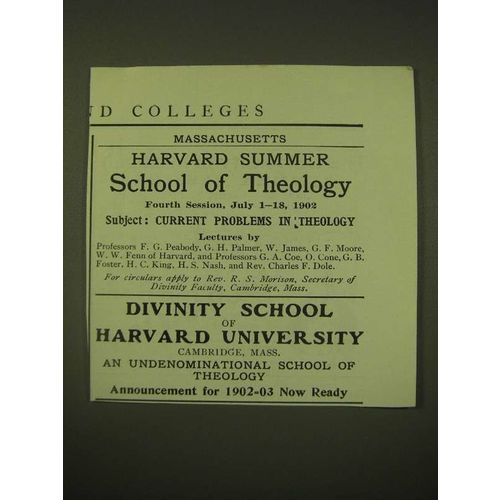 ND COLLEGES
MASSACHUSETTS
HARVARD SUMMER
School of Theology
Fourth Session, July 1-18, 1902
Subject: CURRENT PROBLEMS IN THEOLOGY
Lectures by
Professors F. G. Peabody, G. H. Palmer, W. James, G. F. Moore,
W. W. Fenn of Harvard, and Professors G. A. Coe, O. Cone, G. B.
Foster, H. C. King, H. S. Nash, and Rev. Charles F. Dole.
For circulars apply to Rev. R. S. Morison, Secretary of
Divinity Faculty, Cambridge, Mass.
DIVINITY SCHOOL
OF
HARVARD UNIVERSITY
CAMBRIDGE, MASS.
AN UNDENOMINATIONAL SCHOOL OF
THEOLOGY
Announcement for 1902-03 Now Ready